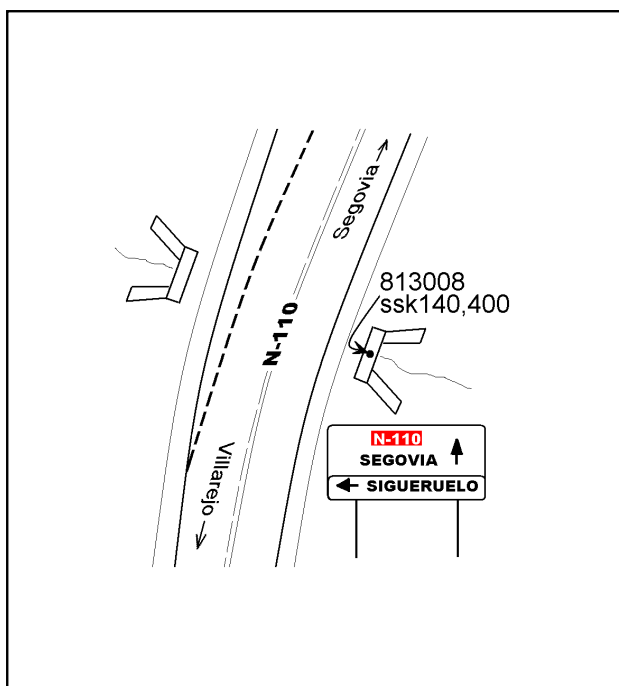 Segovia
813008
ssk140,400
N-110
N-110
SEGOVIA
SIGUERUELO
Villarejo